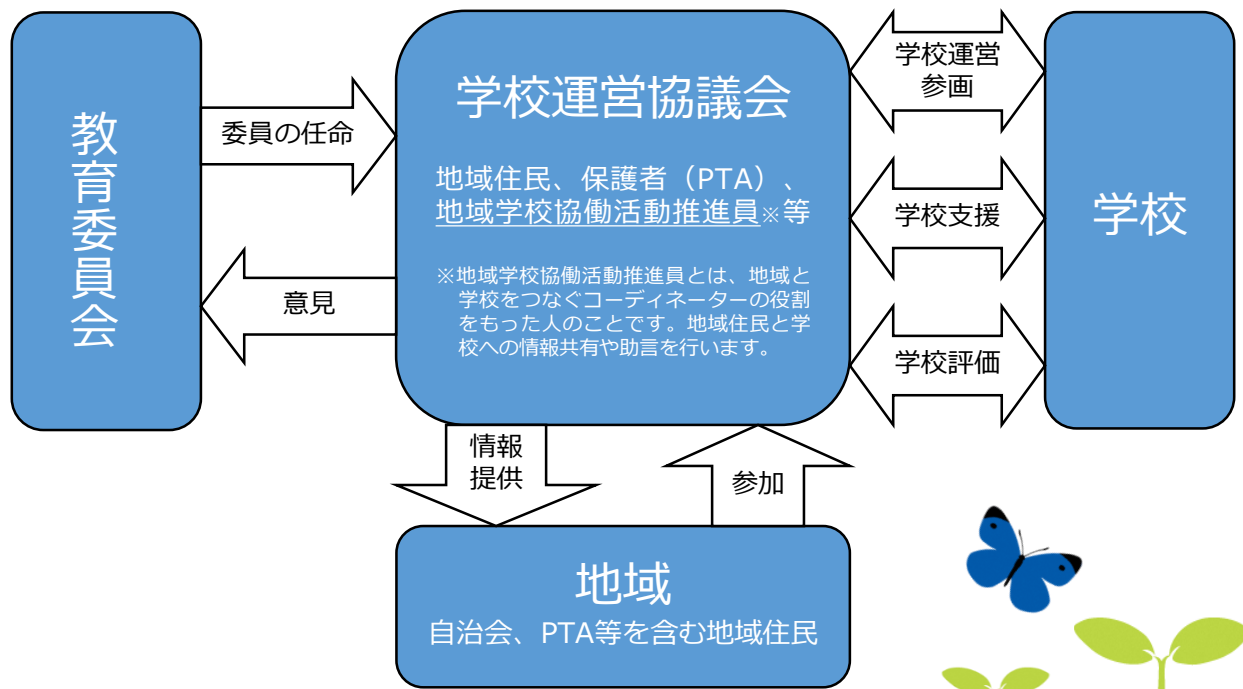 教育委員会
委員の任命
意見
学校運営協議会
地域住民、保護者（PTA）、
地域学校協働活動推進員※等
※地域学校協働活動推進員とは、地域と
学校をつなぐコーディネーターの役割
をもった人のことです。地域住民と学
校への情報共有や助言を行います。
学校運営
参画
学校支援
学校評価
学校
情報
提供
参加
地域
自治会、PTA等を含む地域住民